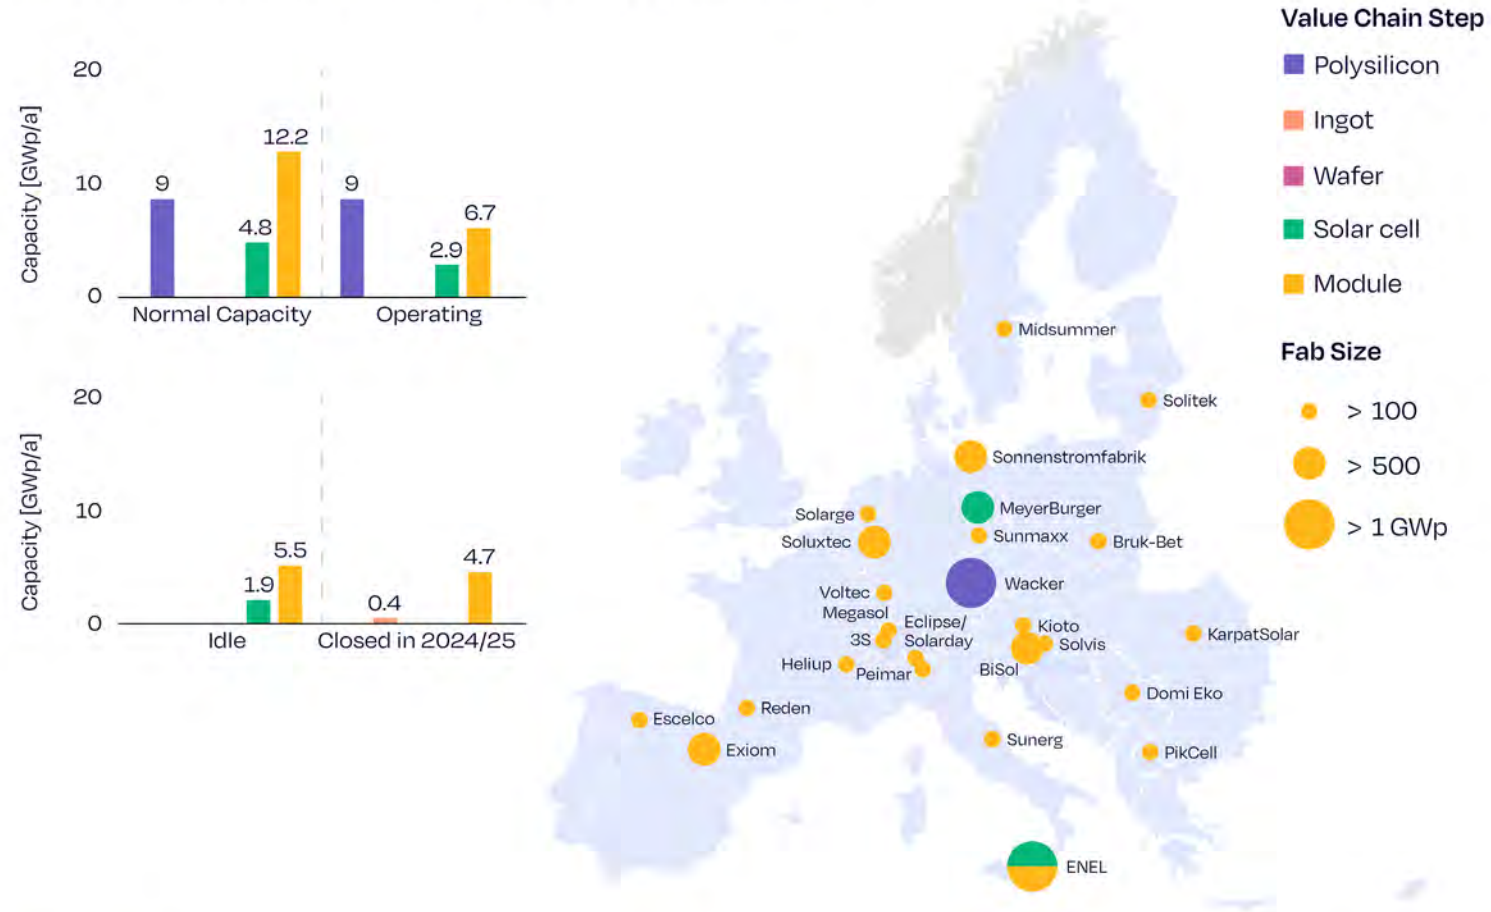 Capacity [GWp/a]
20
10
0
9
4.8
12.2
9
2.9
6.7
Normal Capacity
Operating
Capacity [GWp/a]
20
10
0
1.9
5.5
0.4
4.7
Idle
Closed in 2024/25
Midsummer
Solitek
Sonnenstromfabrik
MeyerBurger
Solarge
Sunmaxx
Soluxtec
Bruk-Bet
Wacker
Voltec
Megasol
Eclipse/
Solarday
3S
Kioto
Solvis
KarpatSolar
Heliup
Peimar
BiSol
Domi Eko
Reden
Escelco
Exiom
Sunerg
PikCell
ENEL
Value Chain Step
Polysilicon
Ingot
Wafer
Solar cell
Module
Fab Size
> 100
> 500
> 1 GWp